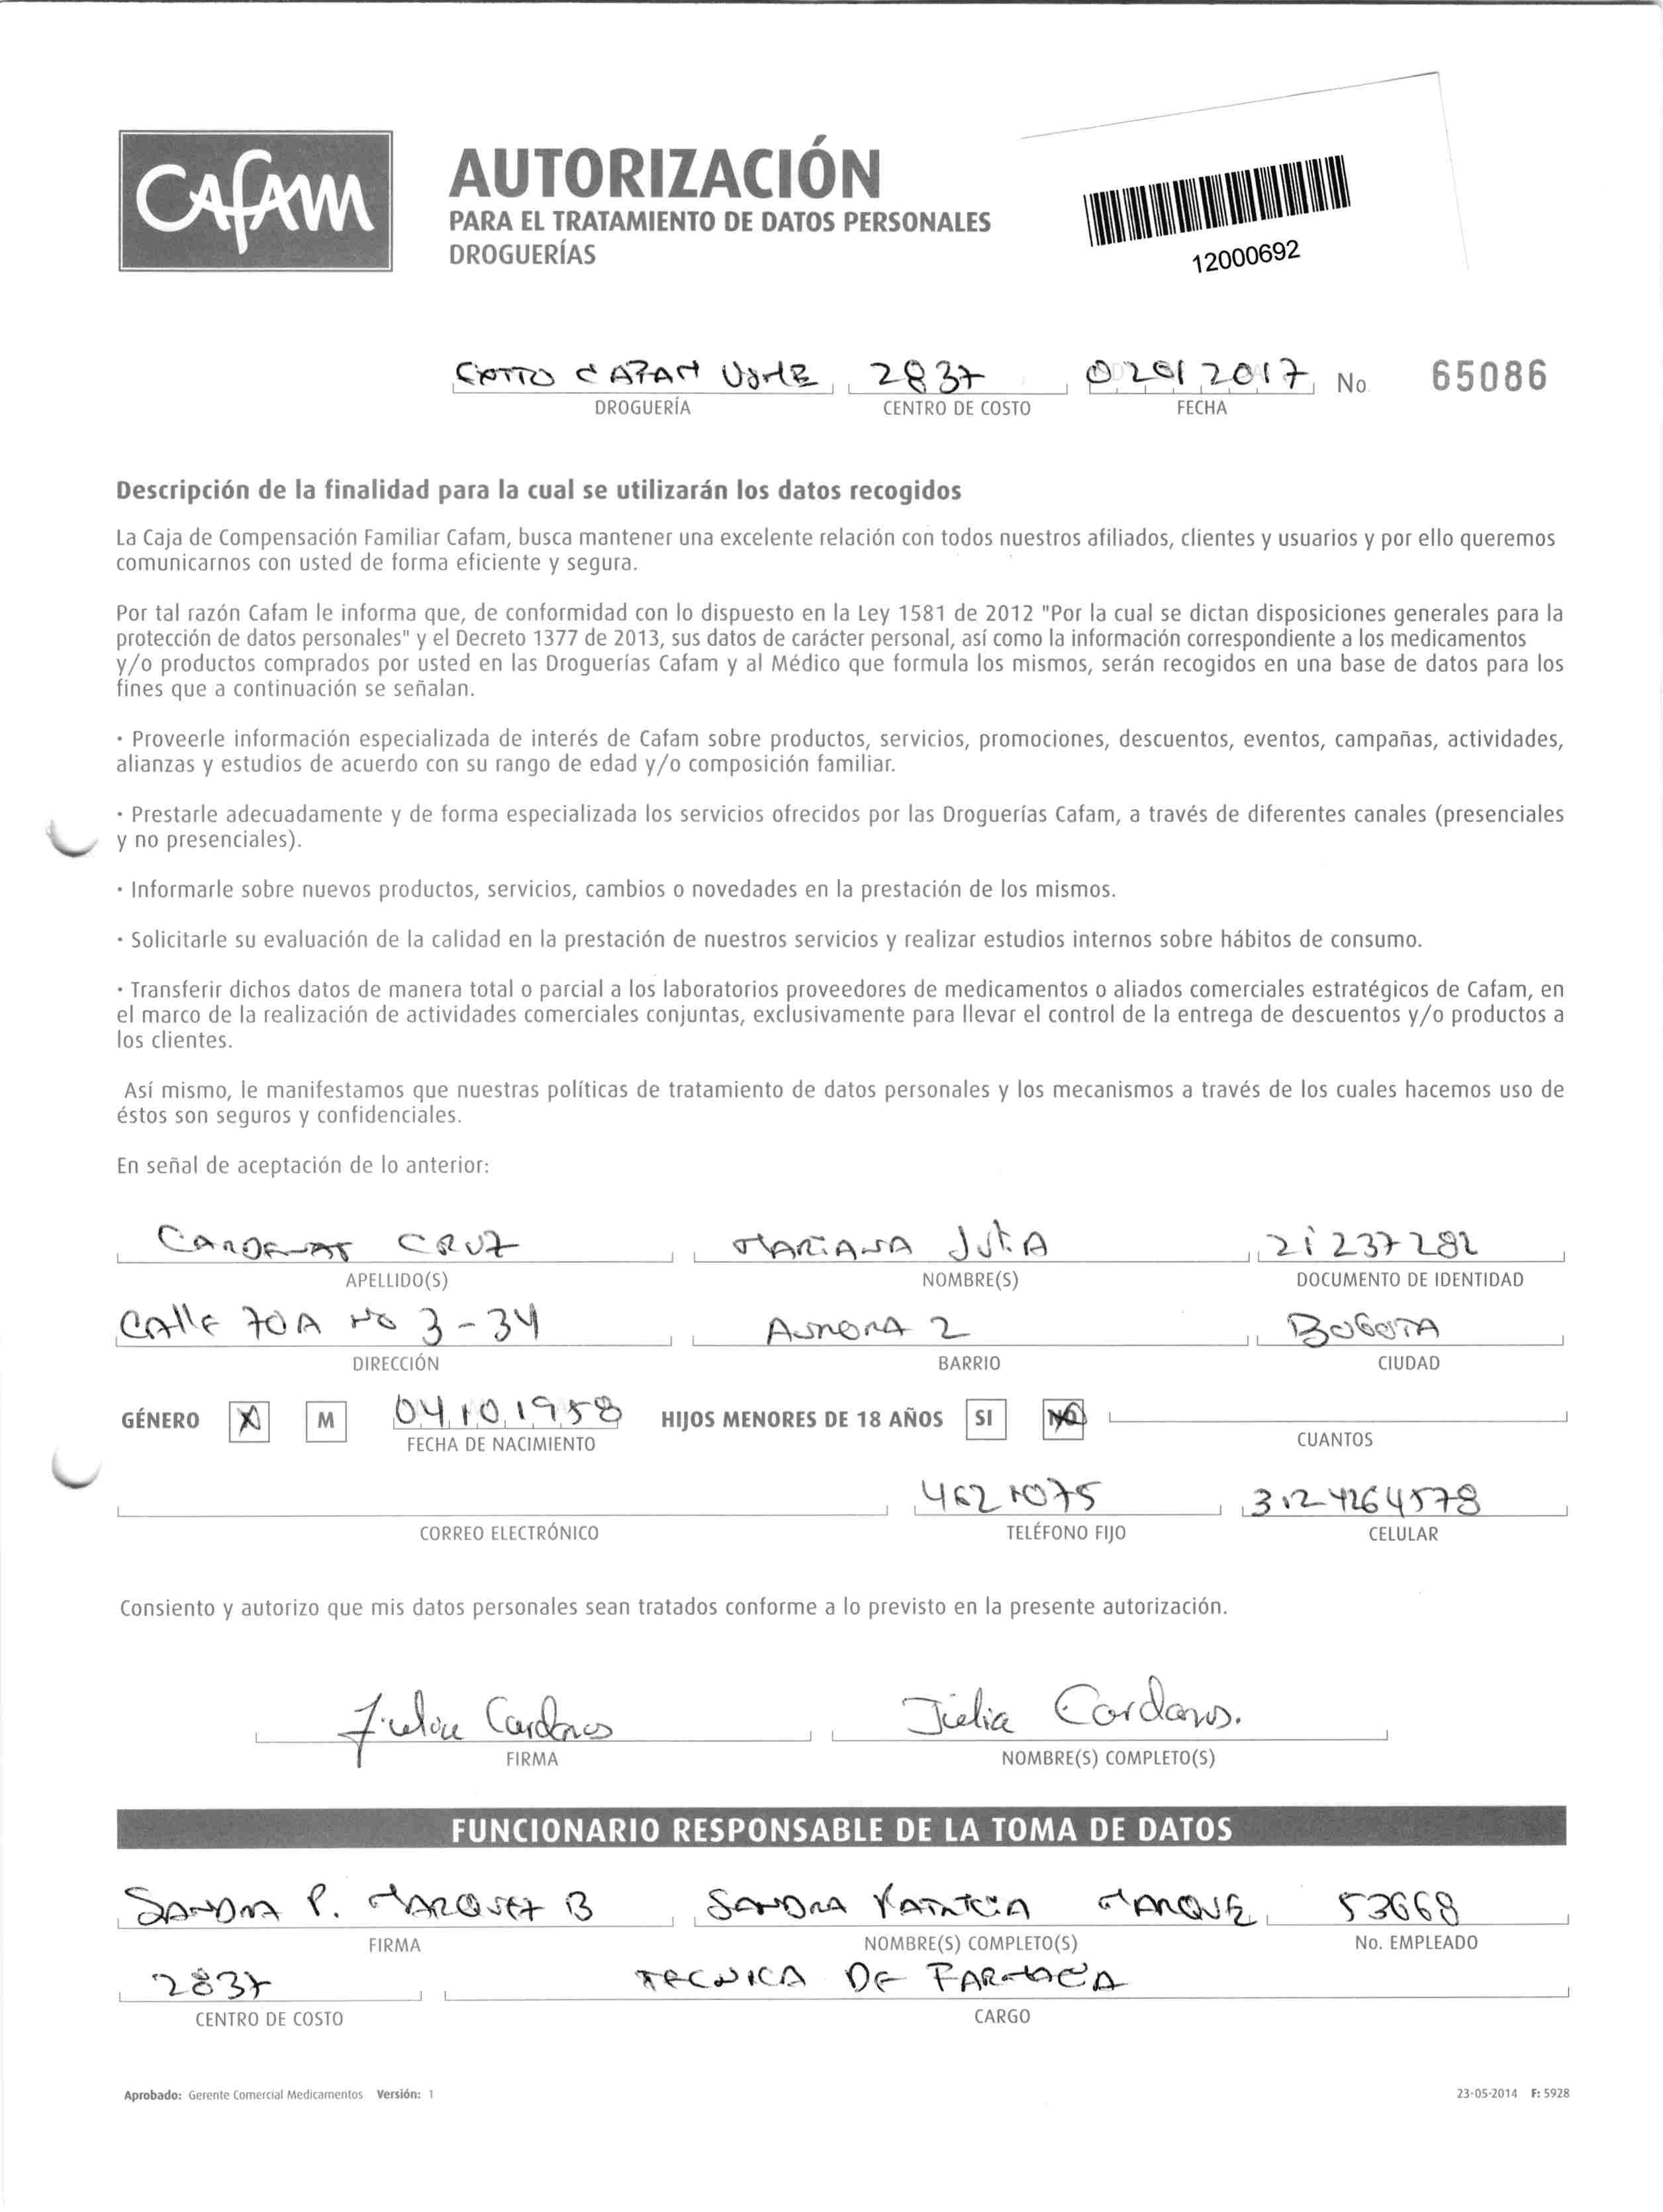 Cafam
AUTORIZACIÓN
PARA EL TRATAMIENTO DE DATOS PERSONALES
DROGUERÍAS
12000692
CAFAM 2837 02012017 No 65086
DROGUERÍA CENTRO DE COSTO FECHA
Descripción de la finalidad para la cual se utilizarán los datos recogidos
La Caja de Compensación Familiar Cafam, busca mantener una excelente relación con todos nuestros afiliados, clientes y usuarios y por ello queremos
comunicarnos con usted de forma eficiente y segura.
Por tal razón Cafam le informa que, de conformidad con lo dispuesto en la Ley 1581 de 2012 "Por la cual se dictan disposiciones generales para la
protección de datos personales" y el Decreto 1377 de 2013, sus datos de carácter personal, así como la información correspondiente a los medicamentos
y/o productos comprados por usted en las Droguerías Cafam y al Médico que formula los mismos, serán recogidos en una base de datos para los
fines que a continuación se señalan.
· Proveerle información especializada de interés de Cafam sobre productos, servicios, promociones, descuentos, eventos, campañas, actividades,
alianzas y estudios de acuerdo con su rango de edad y/o composición familiar.
· Prestarle adecuadamente y de forma especializada los servicios ofrecidos por las Droguerías Cafam, a través de diferentes canales (presenciales
y no presenciales).
· Informarle sobre nuevos productos, servicios, cambios o novedades en la prestación de los mismos.
· Solicitarle su evaluación de la calidad en la prestación de nuestros servicios y realizar estudios internos sobre hábitos de consumo.
· Transferir dichos datos de manera total o parcial a los laboratorios proveedores de medicamentos o aliados comerciales estratégicos de Cafam, en
el marco de la realización de actividades comerciales conjuntas, exclusivamente para llevar el control de la entrega de descuentos y/o productos a
los clientes.
Así mismo, le manifestamos que nuestras políticas de tratamiento de datos personales y los mecanismos a través de los cuales hacemos uso de
éstos son seguros y confidenciales.
En señal de aceptación de lo anterior:
CARDENAS CRUZ MARIANA JULIA 21237282
APELLIDO(S) NOMBRE(S) DOCUMENTO DE IDENTIDAD
Calle 70A No 3-34 Aurora 2 BOGOTA
DIRECCIÓN BARRIO CIUDAD
GÉNERO X M 04101958 HIJOS MENORES DE 18 AÑOS SI NO
FECHA DE NACIMIENTO CUANTOS
4621075 3124264578
CORREO ELECTRÓNICO TELÉFONO FIJO CELULAR
Consiento y autorizo que mis datos personales sean tratados conforme a lo previsto en la presente autorización.
Julia Cardenas Julia Cardenas.
FIRMA NOMBRE(S) COMPLETO(S)
FUNCIONARIO RESPONSABLE DE LA TOMA DE DATOS
SANDRA P. MARQUEZ B SANDRA PATRICIA MARQUE 53668
FIRMA NOMBRE(S) COMPLETO(S) No. EMPLEADO
2837 TECNICA DE FARMACIA
CENTRO DE COSTO CARGO
Aprobado: Gerente Comercial Medicamentos Versión: 1 23-05-2014 F: 5928